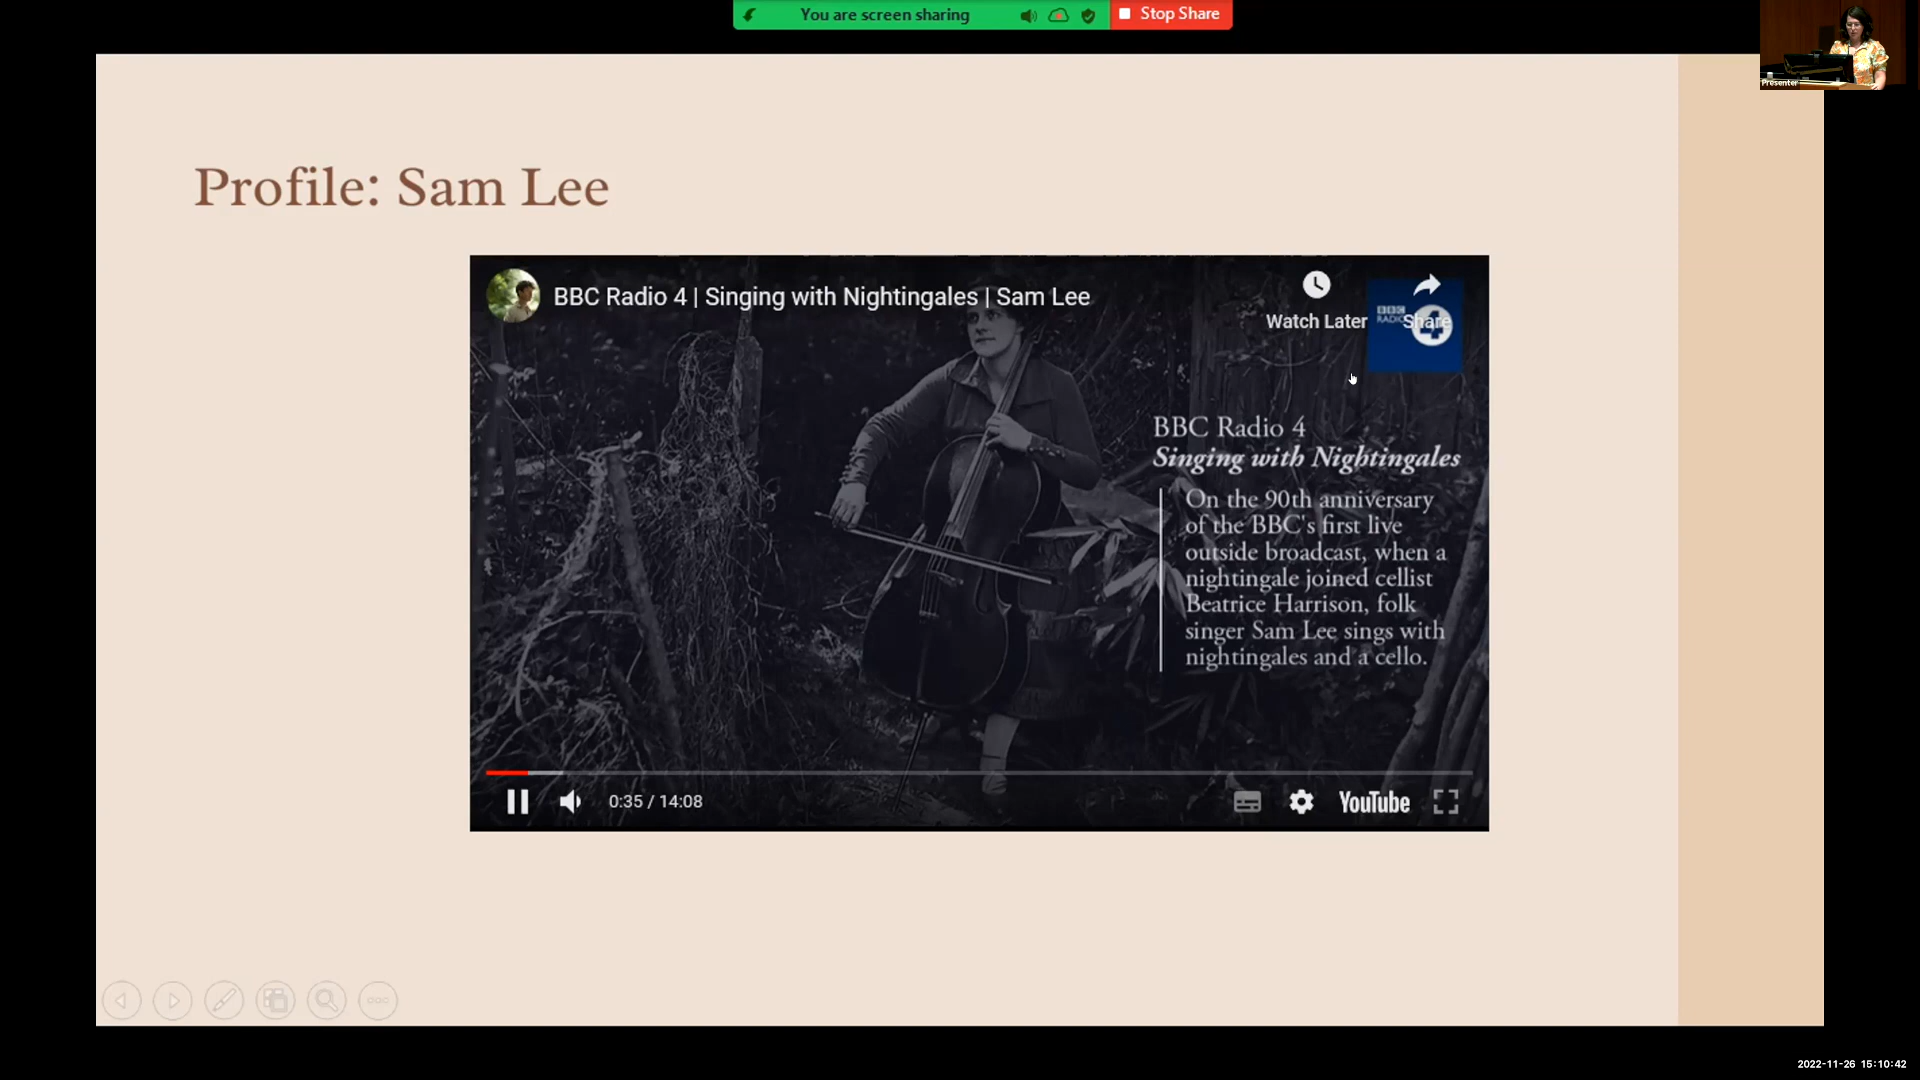 You are screen sharing
Stop Share
Presenter
Profile: Sam Lee
BBC Radio 4 | Singing with Nightingales | Sam Lee
Watch Later
Share
BBC
RADIO
4
BBC Radio 4
Singing with Nightingales
On the 90th anniversary
of the BBC's first live
outside broadcast, when a
nightingale joined cellist
Beatrice Harrison, folk
singer Sam Lee sings with
nightingales and a cello.
0:35 / 14:08
YouTube
2022-11-26 15:10:42